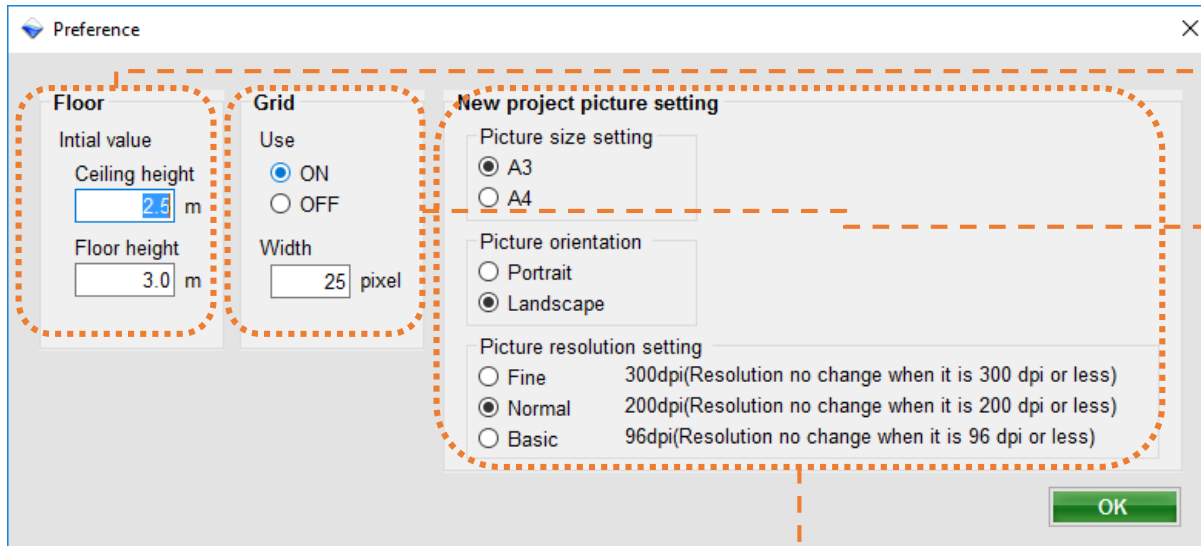 Preference
Floor
Intial value
Ceiling height
2.5 m
Floor height
3.0 m
Grid
Use
ON
OFF
Width
25 pixel
New project picture setting
Picture size setting
A3
A4
Picture orientation
Portrait
Landscape
Picture resolution setting
Fine 300dpi(Resolution no change when it is 300 dpi or less)
Normal 200dpi(Resolution no change when it is 200 dpi or less)
Basic 96dpi(Resolution no change when it is 96 dpi or less)
OK